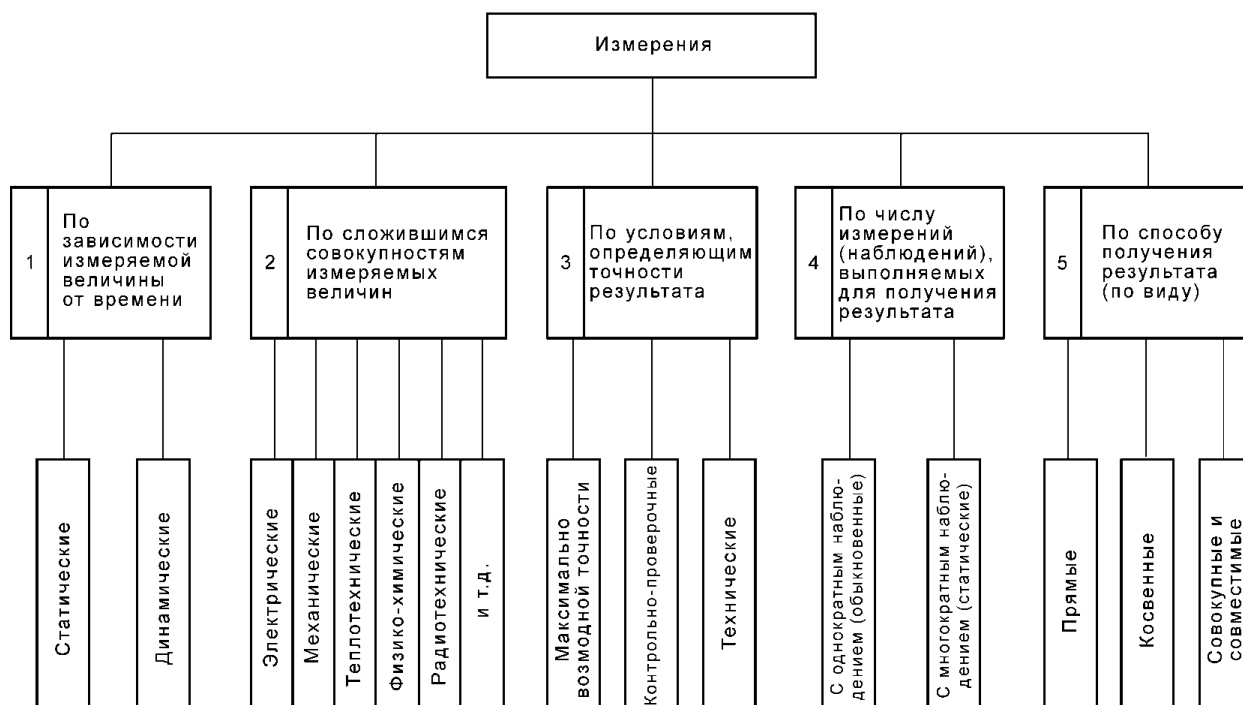 Измерения
1
По
зависимости
измеряемой
величины
от времени
2
По сложившимся
совокупностям
измеряемых
величин
3
По условиям,
определяющим
точности
результата
4
По числу
измерений
(наблюдений),
выполняемых
для получения
результата
5
По способу
получения
результата
(по виду)
Статические
Динамические
Электрические
Механические
Теплотехнические
Физико-химические
Радиотехнические
и т.д.
Максимально
возмодной точности
Контрольно-проверочные
Технические
С однократным наблю-
дением (обыкновенные)
С многократным наблю-
дением (статические)
Прямые
Косвенные
Совокупные и
совместимые